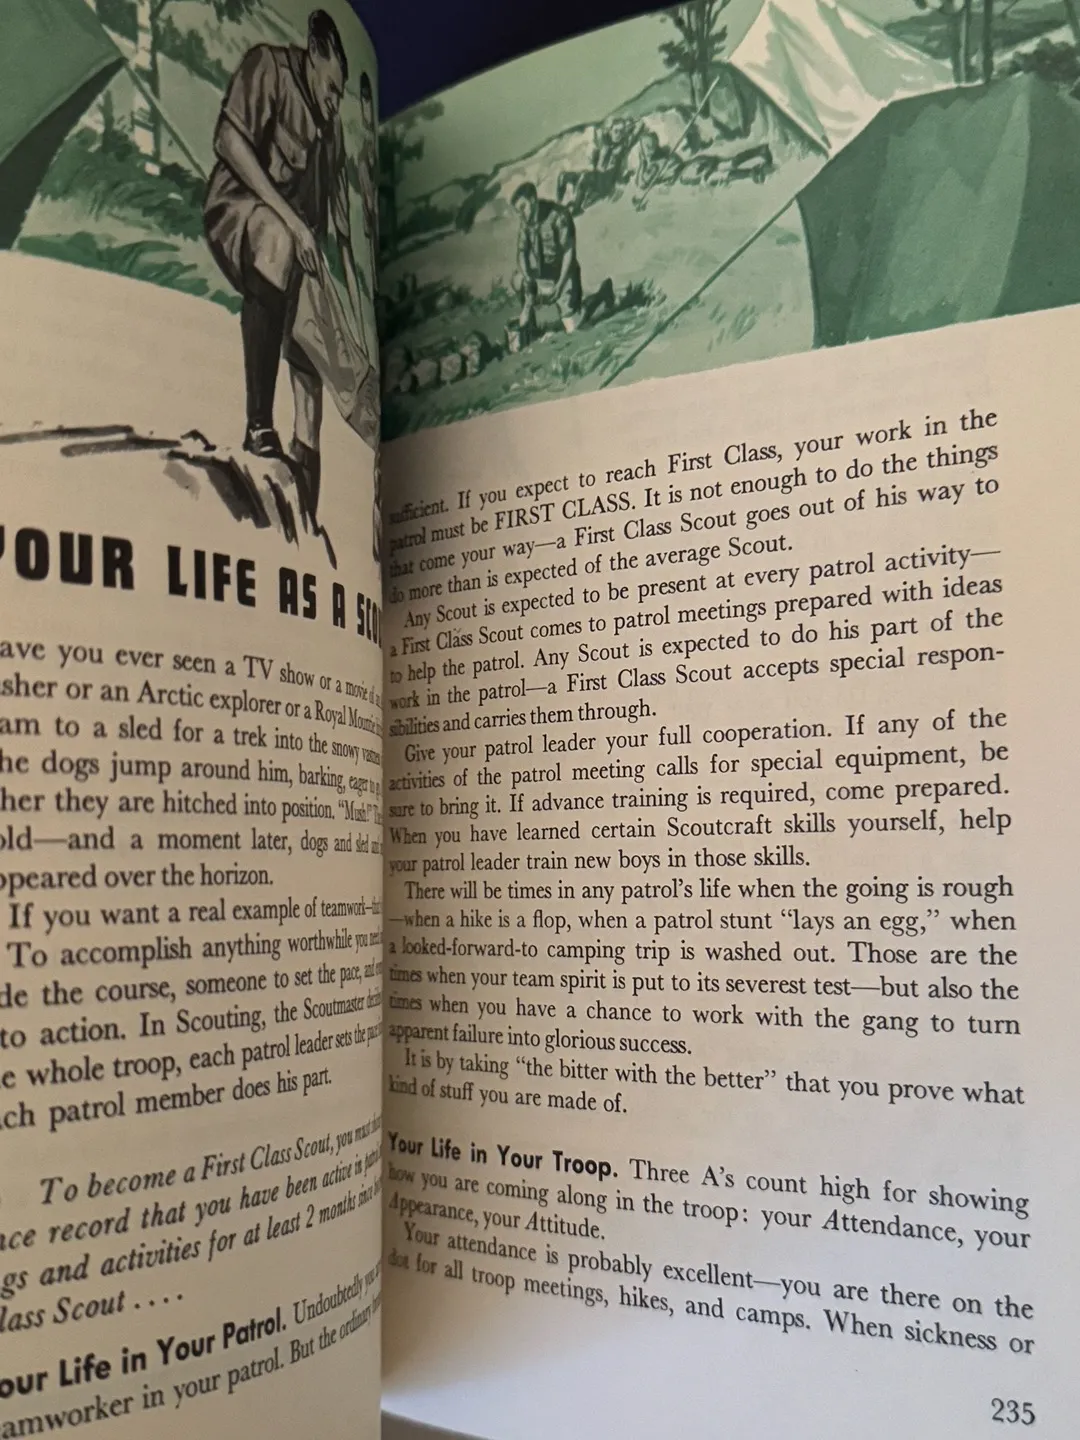 YOUR LIFE AS A SCO
ave you ever seen a TV show or a movie of a
sher or an Arctic explorer or a Royal Mountie
am to a sled for a trek into the snowy wastes
he dogs jump around him, barking, eager to
her they are hitched into position. "Mush!"
old—and a moment later, dogs and sled
ppeared over the horizon.
If you want a real example of teamwork—
To accomplish anything worthwhile you
de the course, someone to set the pace, and
to action. In Scouting, the Scoutmaster
e whole troop, each patrol leader sets the pace
ch patrol member does his part.
To become a First Class Scout, you must
nce record that you have been active in
gs and activities for at least 2 months since
lass Scout . . . .
our Life in Your Patrol. Undoubtedly you
amworker in your patrol. But the ordinary
sufficient. If you expect to reach First Class, your work in the
patrol must be FIRST CLASS. It is not enough to do the things
that come your way—a First Class Scout goes out of his way to
do more than is expected of the average Scout.
Any Scout is expected to be present at every patrol activity—
a First Class Scout comes to patrol meetings prepared with ideas
to help the patrol. Any Scout is expected to do his part of the
work in the patrol—a First Class Scout accepts special respon-
sibilities and carries them through.
Give your patrol leader your full cooperation. If any of the
activities of the patrol meeting calls for special equipment, be
sure to bring it. If advance training is required, come prepared.
When you have learned certain Scoutcraft skills yourself, help
your patrol leader train new boys in those skills.
There will be times in any patrol's life when the going is rough
—when a hike is a flop, when a patrol stunt "lays an egg," when
a looked-forward-to camping trip is washed out. Those are the
times when your team spirit is put to its severest test—but also the
times when you have a chance to work with the gang to turn
apparent failure into glorious success.
It is by taking "the bitter with the better" that you prove what
kind of stuff you are made of.
Your Life in Your Troop. Three A's count high for showing
how you are coming along in the troop: your Attendance, your
Appearance, your Attitude.
Your attendance is probably excellent—you are there on the
dot for all troop meetings, hikes, and camps. When sickness or
235